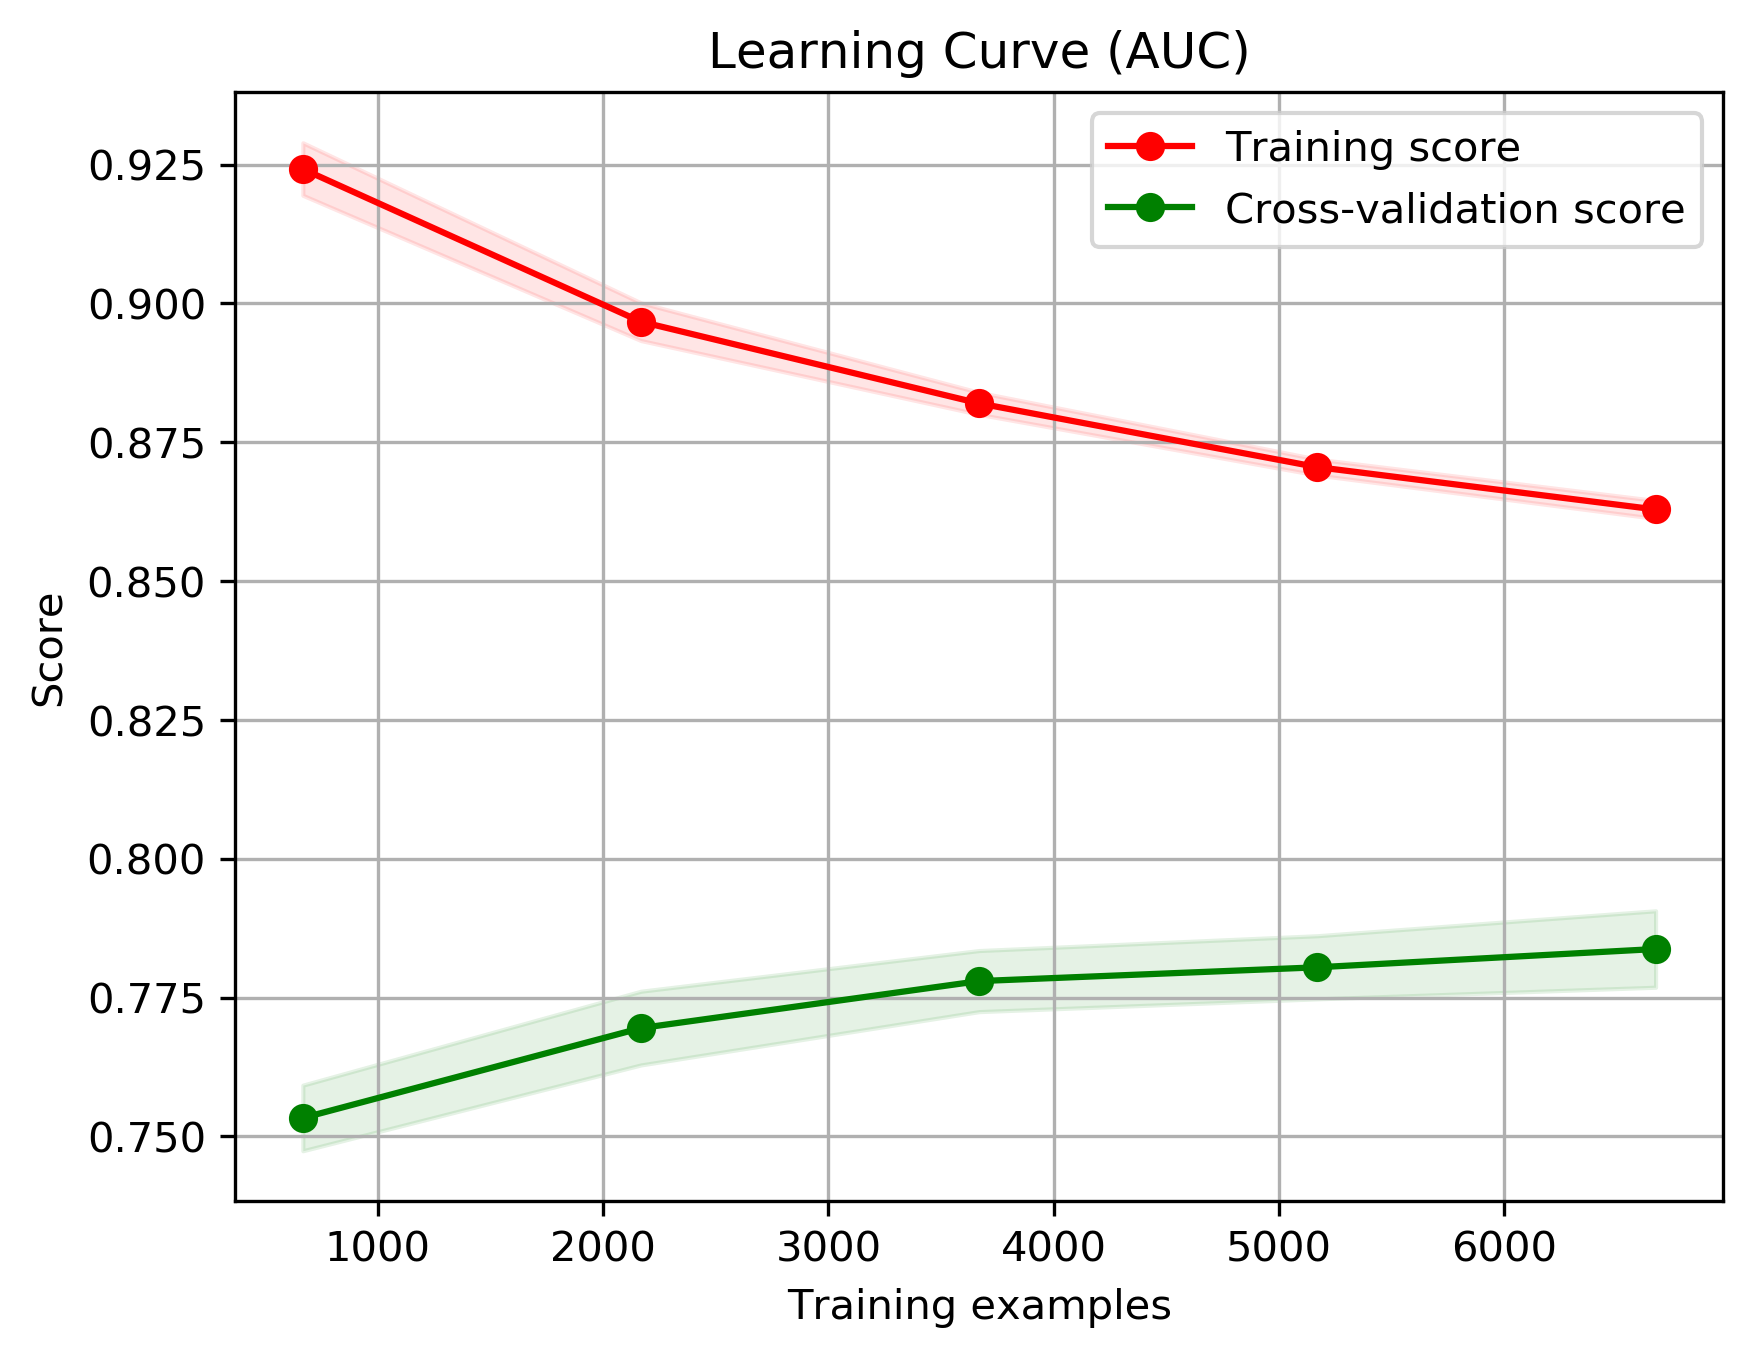 Learning Curve (AUC)
Training score
Cross-validation score
0.925
0.900
0.875
0.850
0.825
0.800
0.775
0.750
Score
1000 2000 3000 4000 5000 6000
Training examples